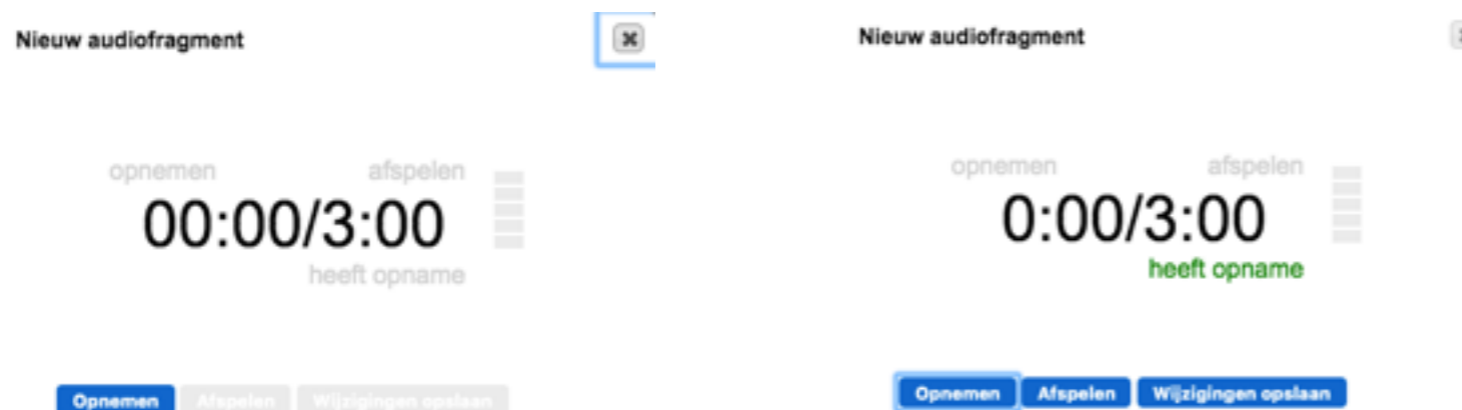 Nieuw audiofragment
opnemen afspelen
00:00/3:00
heeft opname
Opnemen Afspelen Wijzigingen opslaan
Nieuw audiofragment
opnemen afspelen
0:00/3:00
heeft opname
Opnemen Afspelen Wijzigingen opslaan